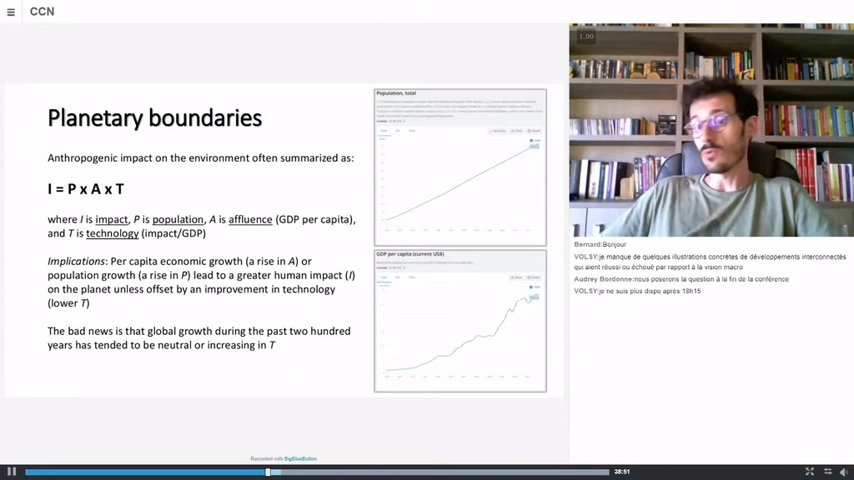 CCN
1.00
Planetary boundaries
Anthropogenic impact on the environment often summarized as:
I = P x A x T
where I is impact, P is population, A is affluence (GDP per capita),
and T is technology (impact/GDP)
Implications: Per capita economic growth (a rise in A) or
population growth (a rise in P) lead to a greater human impact (I)
on the planet unless offset by an improvement in technology
(lower T)
The bad news is that global growth during the past two hundred
years has tended to be neutral or increasing in T
Population, total
GDP per capita (current US$)
Bernard:Bonjour
VOLSY:je manque de quelques illustrations concrètes de développements interconnectés
qui aient réussi ou échoué par rapport à la vision macro
Audrey Bordonne:nous poserons la question à la fin de la conférence
VOLSY:je ne suis plus dispo après 18h15
Recorded with BigBlueButton.
38:51